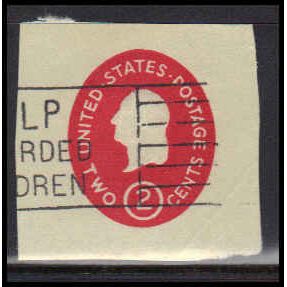 UNITED STATES · POSTAGE
TWO 2 CENTS
LP
RDED
DREN